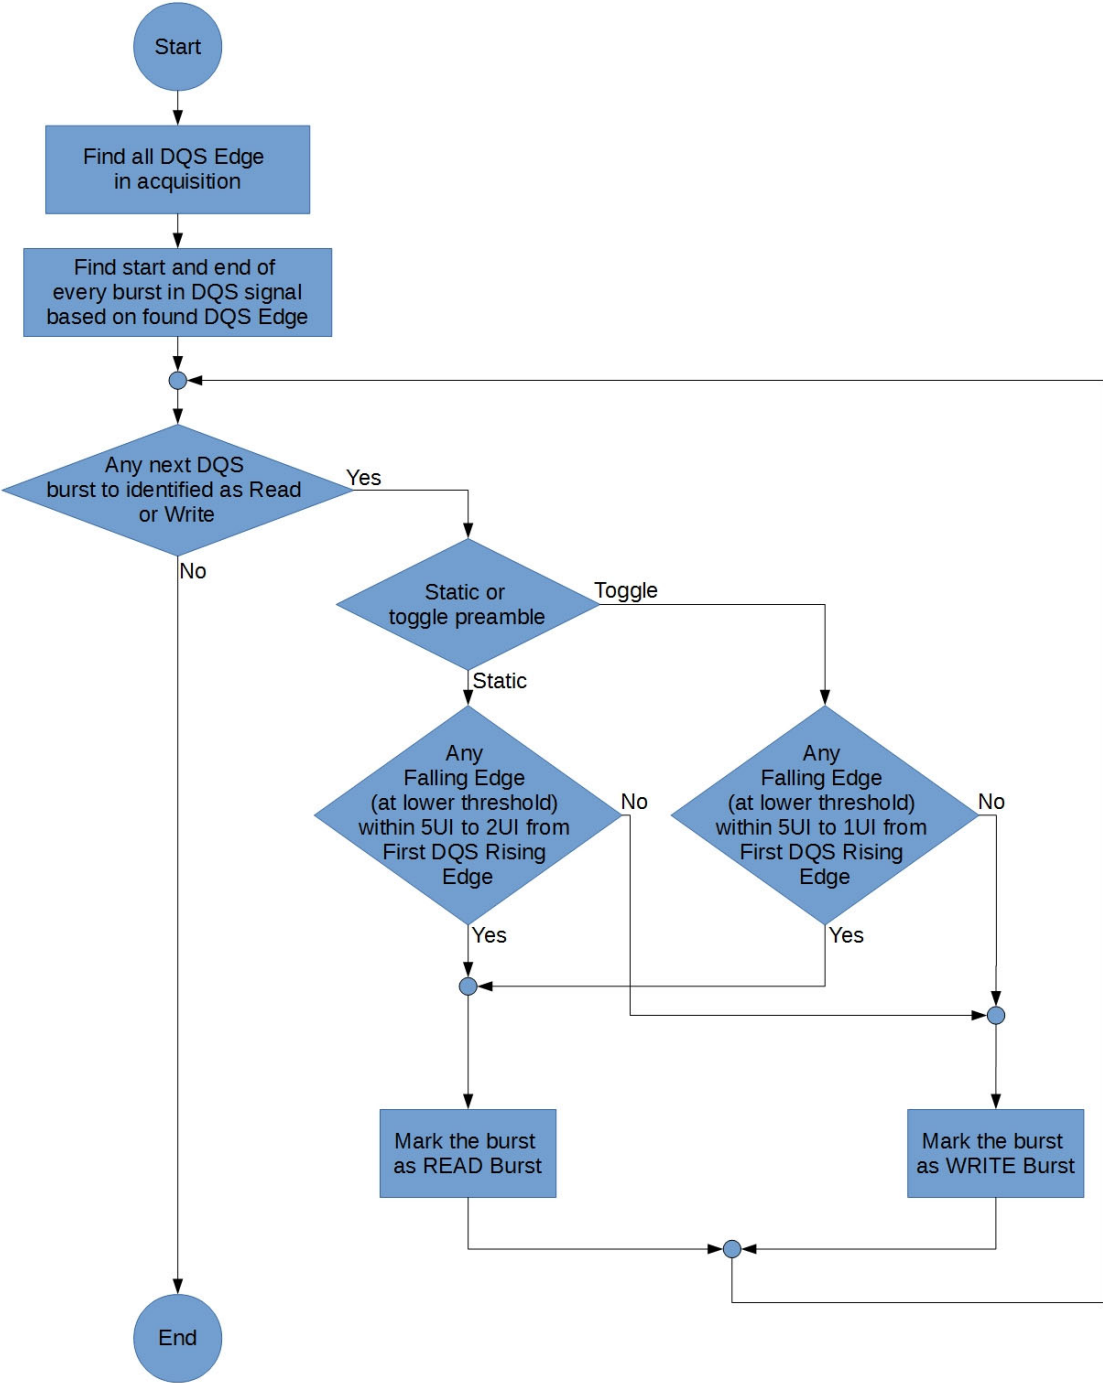 Start
Find all DQS Edge
in acquisition
Find start and end of
every burst in DQS signal
based on found DQS Edge
Any next DQS
burst to identified as Read
or Write
Yes
No
Static or
toggle preamble
Toggle
Static
Any
Falling Edge
(at lower threshold)
within 5UI to 2UI from
First DQS Rising
Edge
No
Yes
Any
Falling Edge
(at lower threshold)
within 5UI to 1UI from
First DQS Rising
Edge
No
Yes
Mark the burst
as READ Burst
Mark the burst
as WRITE Burst
End